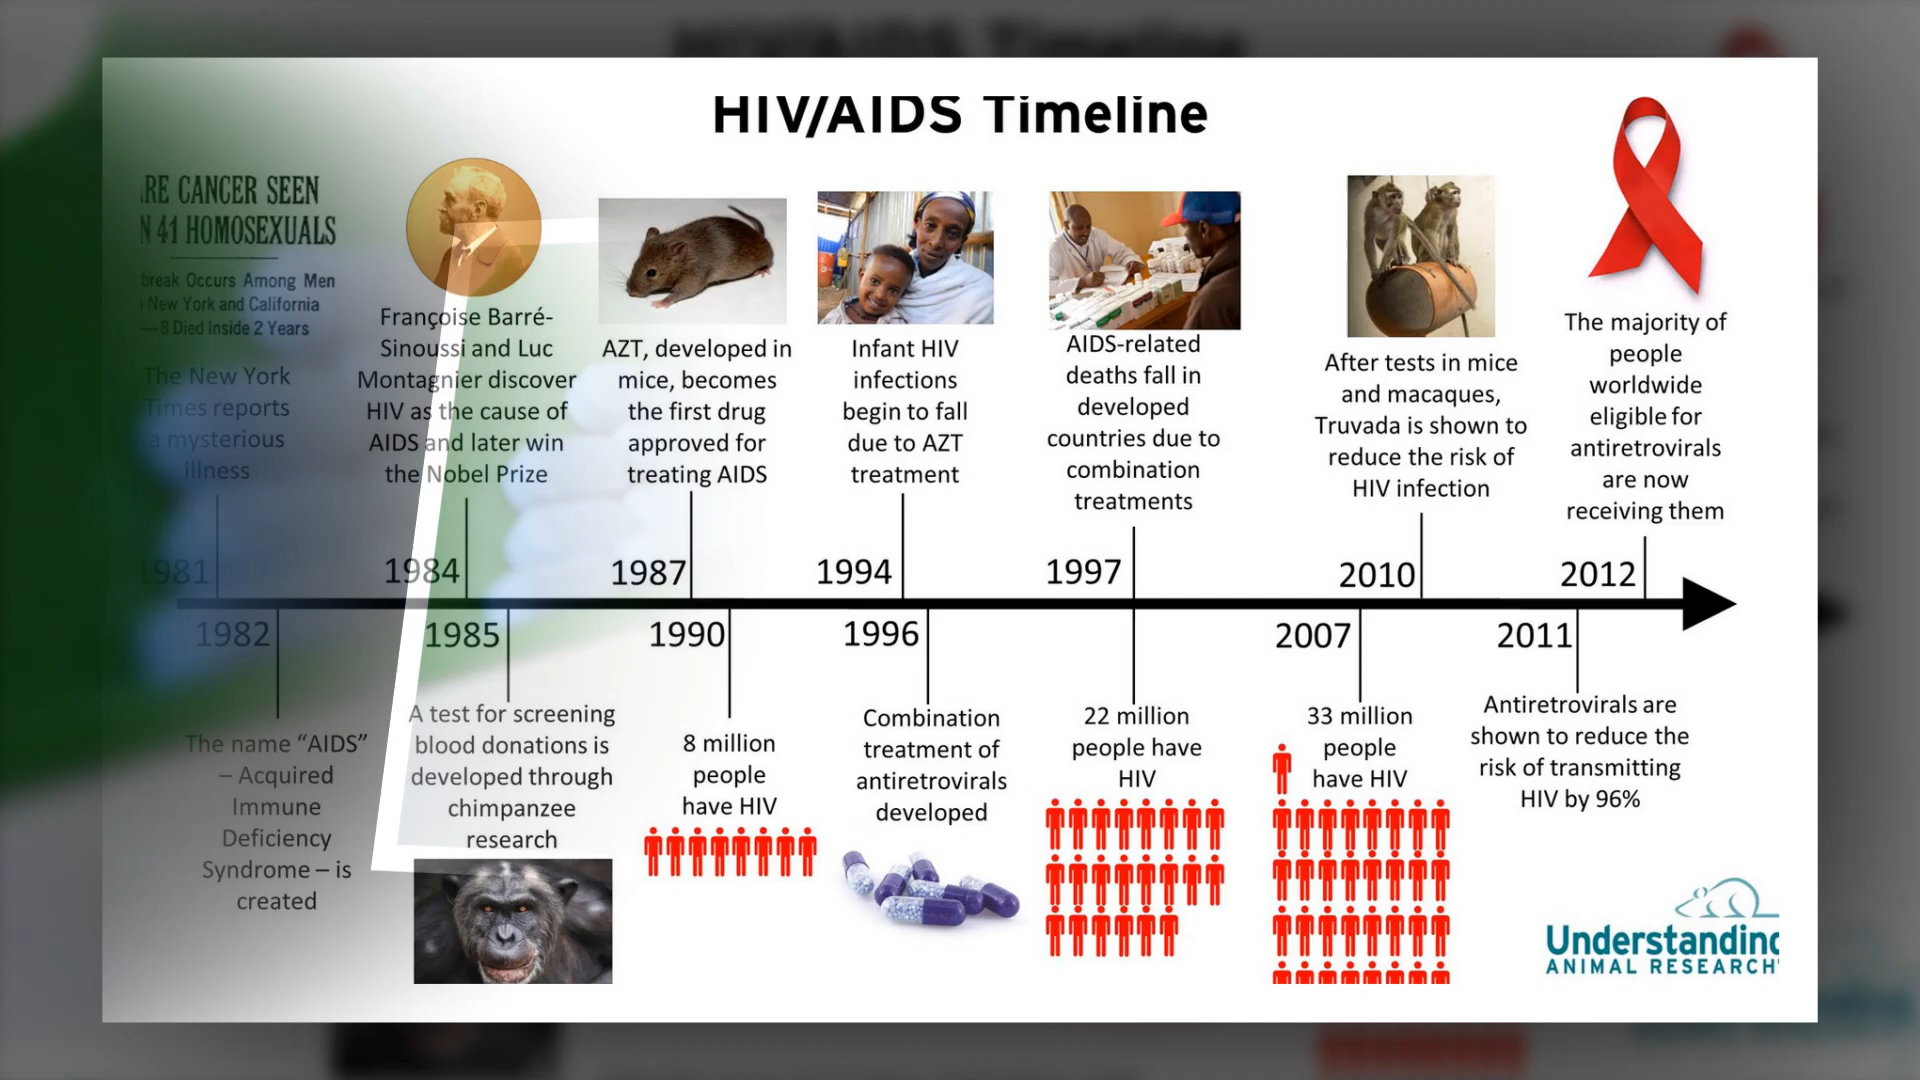 HIV/AIDS Timeline
RE CANCER SEEN
N 41 HOMOSEXUALS
break Occurs Among Men
New York and California
—8 Died Inside 2 Years
The New York
Times reports
a mysterious
illness
1981
Françoise Barré-
Sinoussi and Luc
Montagnier discover
HIV as the cause of
AIDS and later win
the Nobel Prize
1984
AZT, developed in
mice, becomes
the first drug
approved for
treating AIDS
1987
Infant HIV
infections
begin to fall
due to AZT
treatment
1994
AIDS-related
deaths fall in
developed
countries due to
combination
treatments
1997
After tests in mice
and macaques,
Truvada is shown to
reduce the risk of
HIV infection
2010
The majority of
people
worldwide
eligible for
antiretrovirals
are now
receiving them
2012
1982
The name “AIDS”
– Acquired
Immune
Deficiency
Syndrome – is
created
1985
A test for screening
blood donations is
developed through
chimpanzee
research
1990
8 million
people
have HIV
1996
Combination
treatment of
antiretrovirals
developed
22 million
people have
HIV
2007
33 million
people
have HIV
2011
Antiretrovirals are
shown to reduce the
risk of transmitting
HIV by 96%
Understanding
ANIMAL RESEARCH